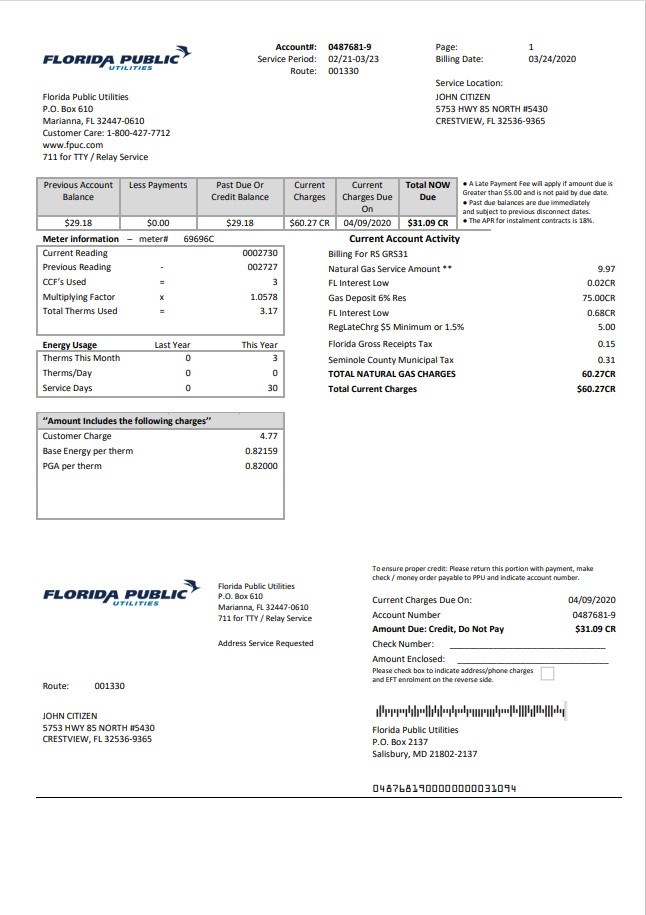 FLORIDA PUBLIC
UTILITIES
Account#: 0487681-9
Service Period: 02/21-03/23
Route: 001330
Page: 1
Billing Date: 03/24/2020
Service Location:
JOHN CITIZEN
5753 HWY 85 NORTH #5430
CRESTVIEW, FL 32536-9365
Florida Public Utilities
P.O. Box 610
Marianna, FL 32447-0610
Customer Care: 1-800-427-7712
www.fpuc.com
711 for TTY / Relay Service
Previous Account Balance Less Payments Past Due Or Credit Balance Current Charges Current Charges Due On Total NOW Due
$29.18 $0.00 $29.18 $60.27 CR 04/09/2020 $31.09 CR
● A Late Payment Fee will apply if amount due is
Greater than $5.00 and is not paid by due date.
● Past due balances are due immediately
and subject to previous disconnect dates.
● The APR for instalment contracts is 18%.
Meter information – meter# 69696C
Current Reading 0002730
Previous Reading - 002727
CCF's Used = 3
Multiplying Factor x 1.0578
Total Therms Used = 3.17
Energy Usage Last Year This Year
Therms This Month 0 3
Therms/Day 0 0
Service Days 0 30
"Amount Includes the following charges"
Customer Charge 4.77
Base Energy per therm 0.82159
PGA per therm 0.82000
Current Account Activity
Billing For RS GRS31
Natural Gas Service Amount ** 9.97
FL Interest Low 0.02CR
Gas Deposit 6% Res 75.00CR
FL Interest Low 0.68CR
RegLateChrg $5 Minimum or 1.5% 5.00
Florida Gross Receipts Tax 0.15
Seminole County Municipal Tax 0.31
TOTAL NATURAL GAS CHARGES 60.27CR
Total Current Charges $60.27CR
FLORIDA PUBLIC
UTILITIES
Florida Public Utilities
P.O. Box 610
Marianna, FL 32447-0610
711 for TTY / Relay Service
Address Service Requested
Route: 001330
JOHN CITIZEN
5753 HWY 85 NORTH #5430
CRESTVIEW, FL 32536-9365
To ensure proper credit: Please return this portion with payment, make
check / money order payable to PPU and indicate account number.
Current Charges Due On: 04/09/2020
Account Number 0487681-9
Amount Due: Credit, Do Not Pay $31.09 CR
Check Number:
Amount Enclosed:
Please check box to indicate address/phone charges
and EFT enrolment on the reverse side.
Florida Public Utilities
P.O. Box 2137
Salisbury, MD 21802-2137
0487681900000000031094